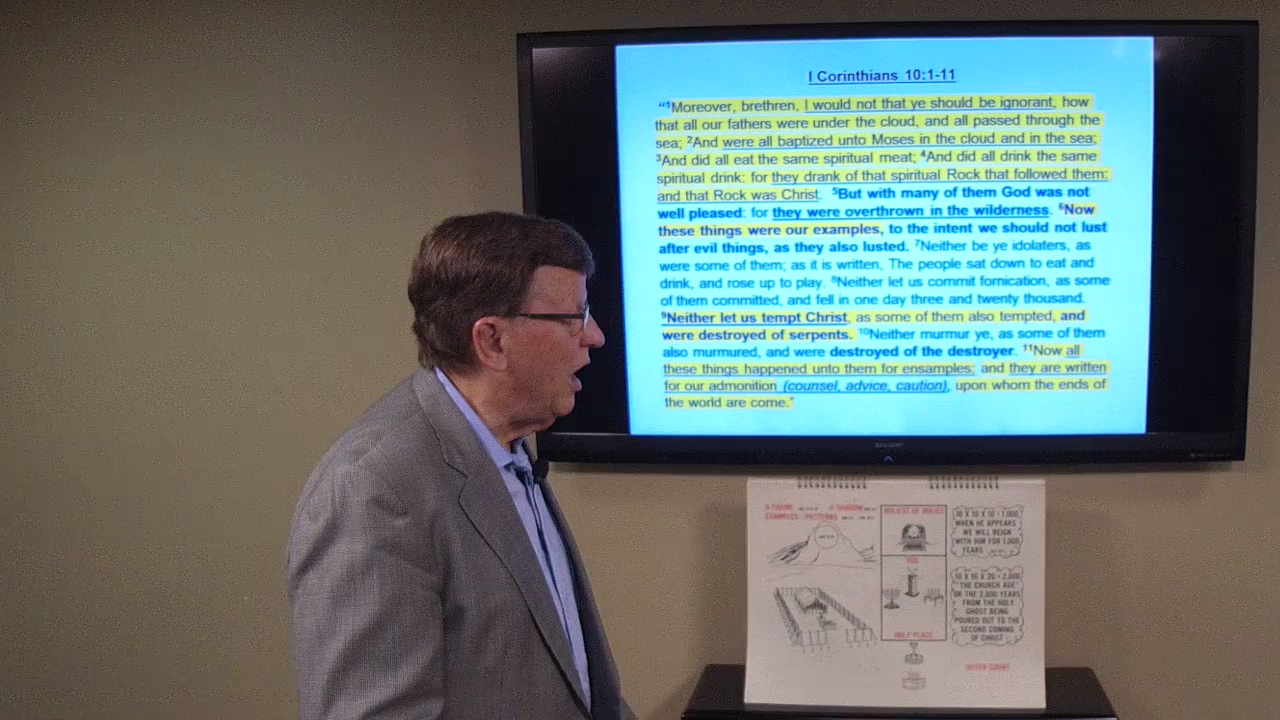 I Corinthians 10:1-11
"¹Moreover, brethren, I would not that ye should be ignorant, how
that all our fathers were under the cloud, and all passed through the
sea; ²And were all baptized unto Moses in the cloud and in the sea;
³And did all eat the same spiritual meat; ⁴And did all drink the same
spiritual drink: for they drank of that spiritual Rock that followed them:
and that Rock was Christ. ⁵But with many of them God was not
well pleased: for they were overthrown in the wilderness. ⁶Now
these things were our examples, to the intent we should not lust
after evil things, as they also lusted. ⁷Neither be ye idolaters, as
were some of them; as it is written, The people sat down to eat and
drink, and rose up to play. ⁸Neither let us commit fornication, as some
of them committed, and fell in one day three and twenty thousand.
⁹Neither let us tempt Christ, as some of them also tempted, and
were destroyed of serpents. ¹⁰Neither murmur ye, as some of them
also murmured, and were destroyed of the destroyer. ¹¹Now all
these things happened unto them for ensamples: and they are written
for our admonition (counsel, advice, caution), upon whom the ends of
the world are come."
SHARP
A FIGURE
A SHADOW
EXAMPLES - PATTERNS
HOLIEST OF HOLIES
VEIL
HOLY PLACE
10 X 10 X 10 = 1,000
WHEN HE APPEARS
WE WILL REIGN
WITH HIM FOR 1,000
YEARS
10 X 10 X 20 = 2,000
THE CHURCH AGE
OR THE 2,000 YEARS
FROM THE HOLY
GHOST BEING
POURED OUT TO THE
SECOND COMING
OF CHRIST
OUTER COURT